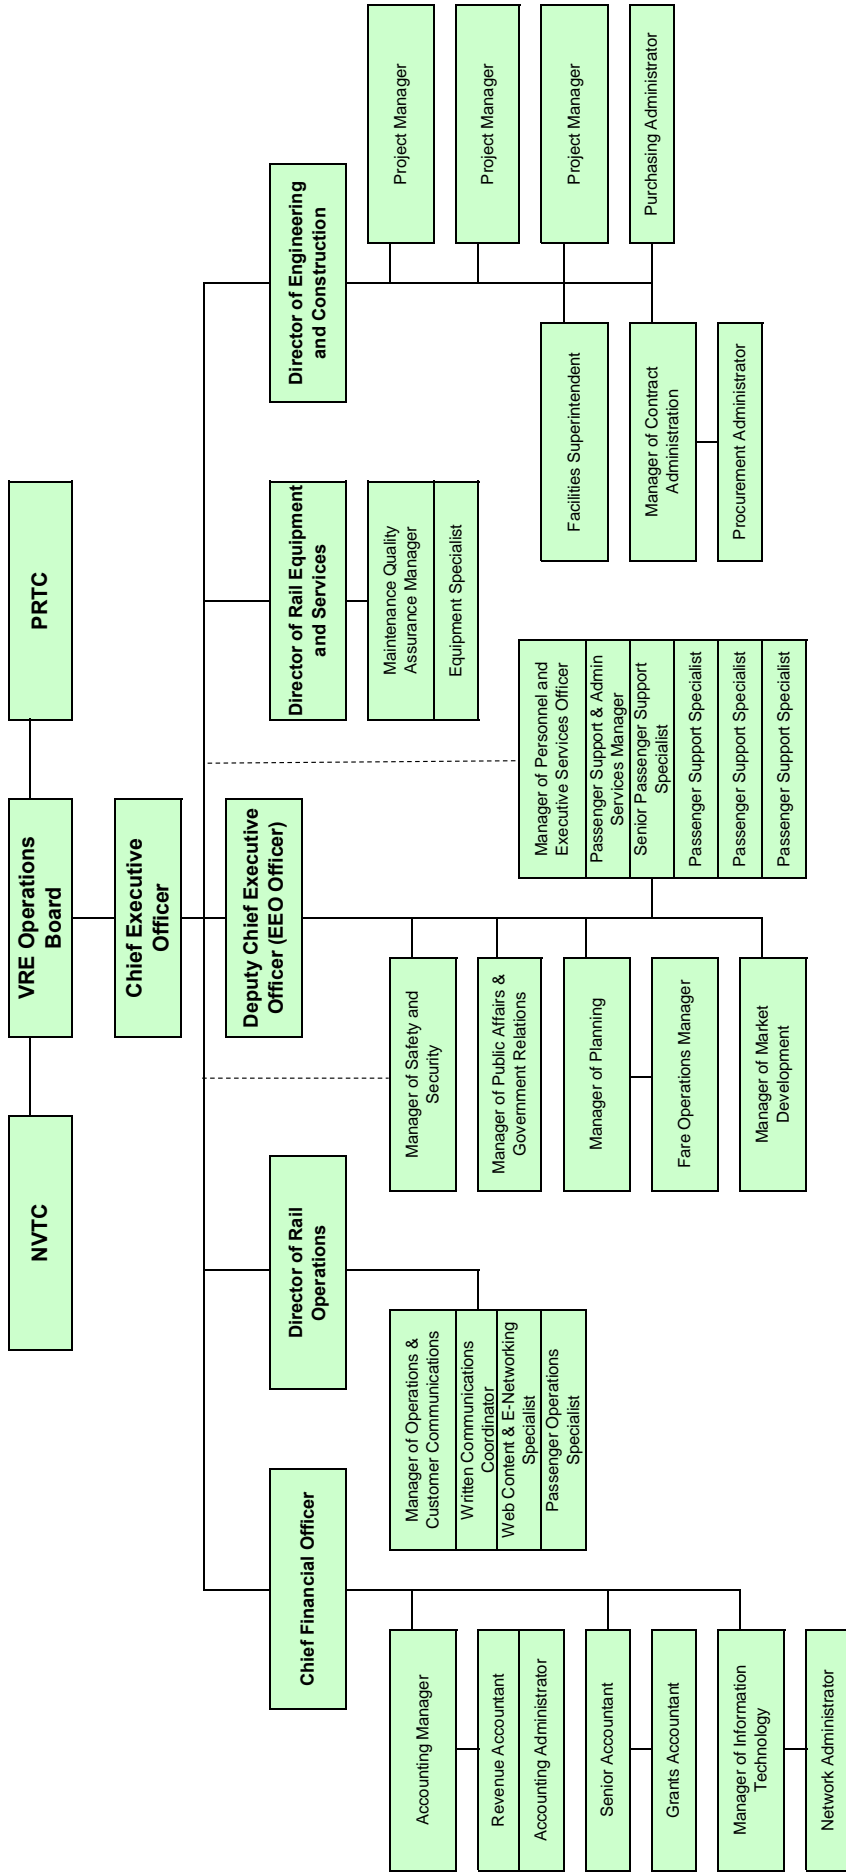 NVTC
VRE Operations
Board
PRTC
Chief Executive
Officer
Deputy Chief Executive
Officer (EEO Officer)
Chief Financial Officer
Director of Rail
Operations
Director of Rail Equipment
and Services
Director of Engineering
and Construction
Accounting Manager
Revenue Accountant
Accounting Administrator
Senior Accountant
Grants Accountant
Manager of Information
Technology
Network Administrator
Manager of Operations &
Customer Communications
Written Communications
Coordinator
Web Content & E-Networking
Specialist
Passenger Operations
Specialist
Manager of Safety and
Security
Manager of Public Affairs &
Government Relations
Manager of Planning
Fare Operations Manager
Manager of Market
Development
Manager of Personnel and
Executive Services Officer
Passenger Support & Admin
Services Manager
Senior Passenger Support
Specialist
Passenger Support Specialist
Passenger Support Specialist
Passenger Support Specialist
Maintenance Quality
Assurance Manager
Equipment Specialist
Facilities Superintendent
Manager of Contract
Administration
Procurement Administrator
Project Manager
Project Manager
Project Manager
Purchasing Administrator